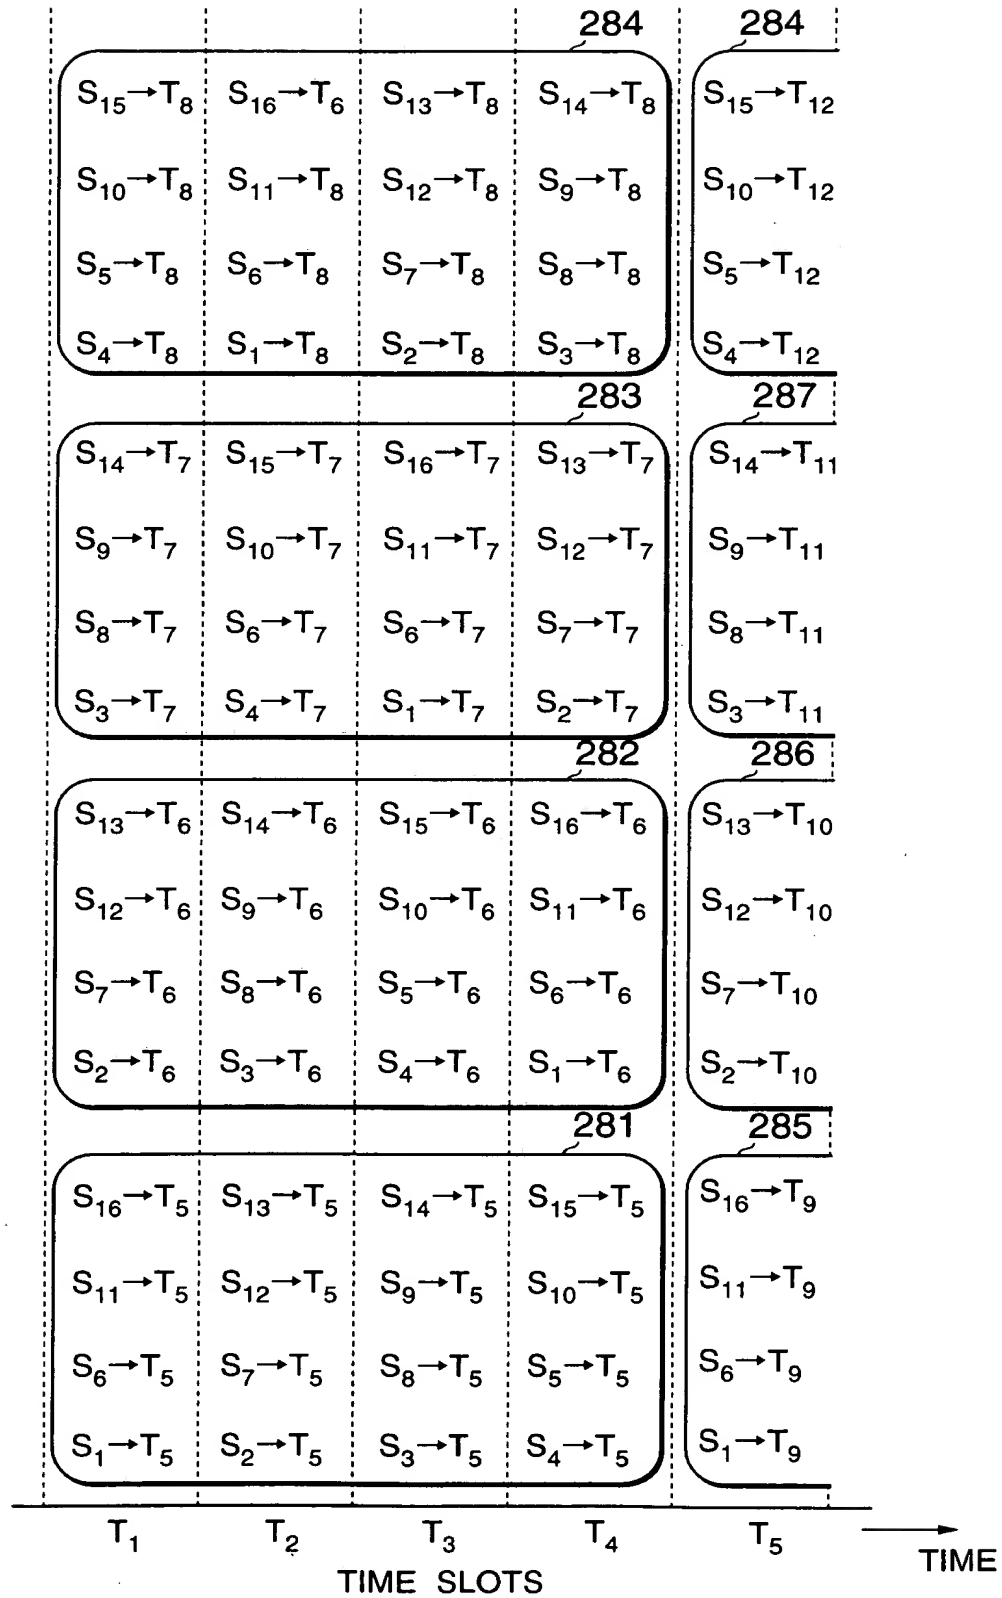 284 284
S15→T8 S16→T6 S13→T8 S14→T8 S15→T12
S10→T8 S11→T8 S12→T8 S9→T8 S10→T12
S5→T8 S6→T8 S7→T8 S8→T8 S5→T12
S4→T8 S1→T8 S2→T8 S3→T8 S4→T12
283 287
S14→T7 S15→T7 S16→T7 S13→T7 S14→T11
S9→T7 S10→T7 S11→T7 S12→T7 S9→T11
S8→T7 S6→T7 S6→T7 S7→T7 S8→T11
S3→T7 S4→T7 S1→T7 S2→T7 S3→T11
282 286
S13→T6 S14→T6 S15→T6 S16→T6 S13→T10
S12→T6 S9→T6 S10→T6 S11→T6 S12→T10
S7→T6 S8→T6 S5→T6 S6→T6 S7→T10
S2→T6 S3→T6 S4→T6 S1→T6 S2→T10
281 285
S16→T5 S13→T5 S14→T5 S15→T5 S16→T9
S11→T5 S12→T5 S9→T5 S10→T5 S11→T9
S6→T5 S7→T5 S8→T5 S5→T5 S6→T9
S1→T5 S2→T5 S3→T5 S4→T5 S1→T9
T1 T2 T3 T4 T5
TIME
TIME SLOTS